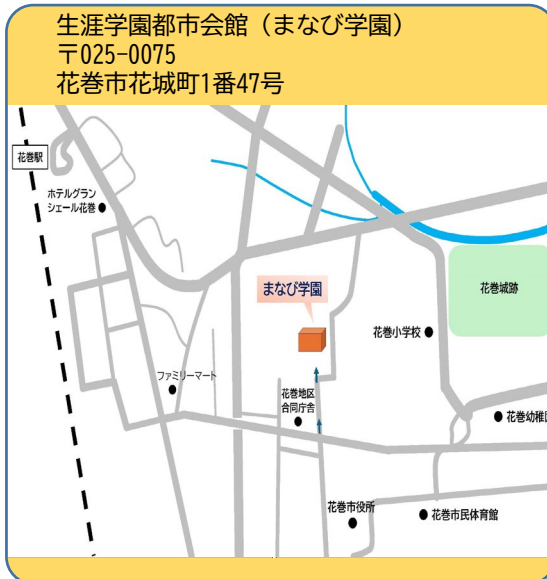 生涯学園都市会館（まなび学園）
〒025-0075
花巻市花城町1番47号
花巻駅
ホテルグラン
シェール花巻
まなび学園
花巻城跡
花巻小学校
ファミリーマート
花巻地区
合同庁舎
花巻幼稚園
花巻市役所
花巻市民体育館